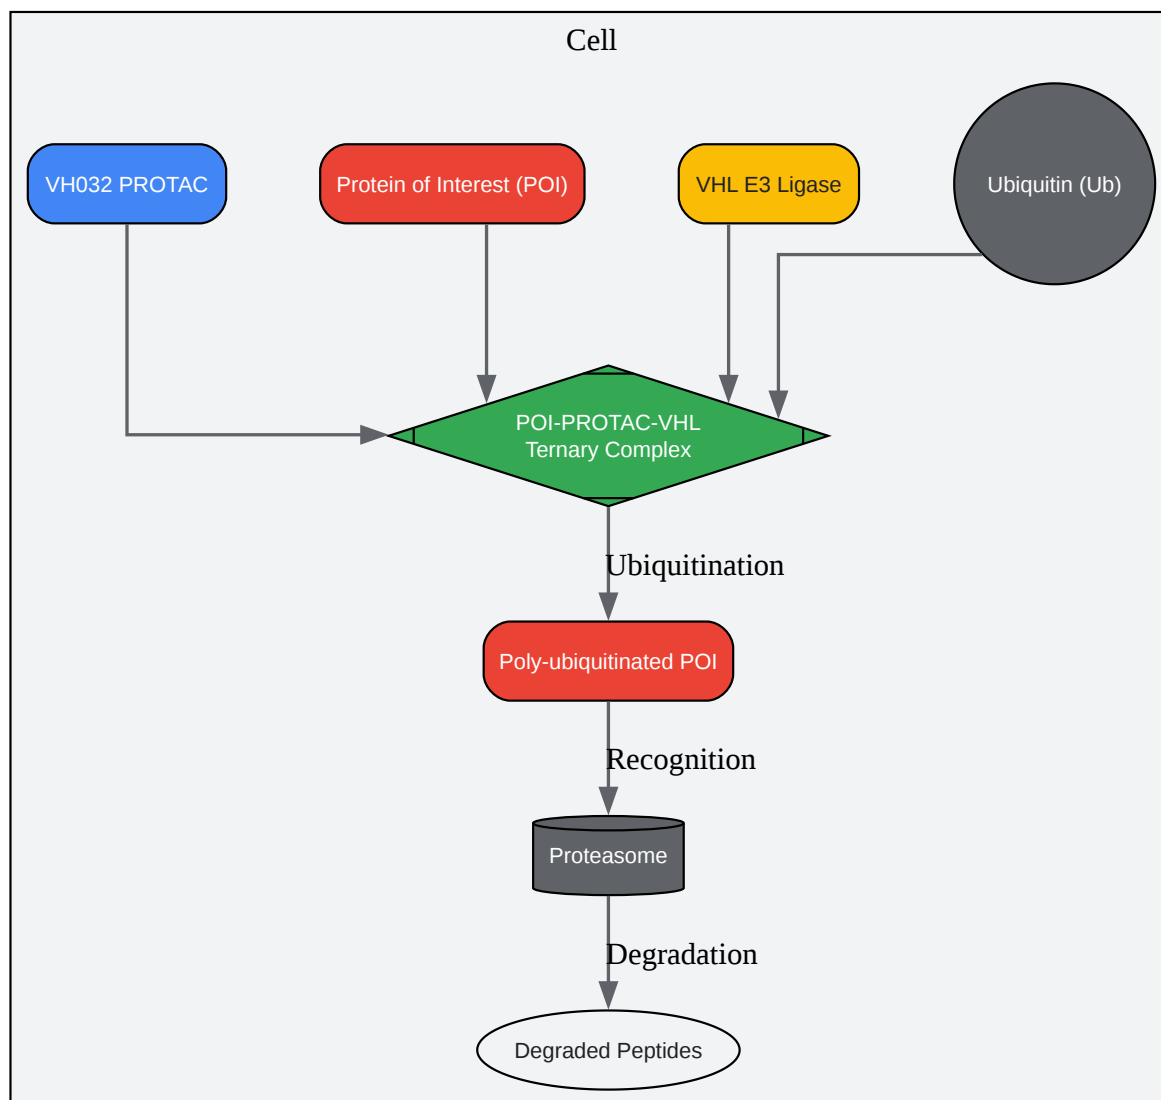 Cell
VH032 PROTAC
Protein of Interest (POI)
VHL E3 Ligase
Ubiquitin (Ub)
POI-PROTAC-VHL
Ternary Complex
Ubiquitination
Poly-ubiquitinated POI
Recognition
Proteasome
Degradation
Degraded Peptides